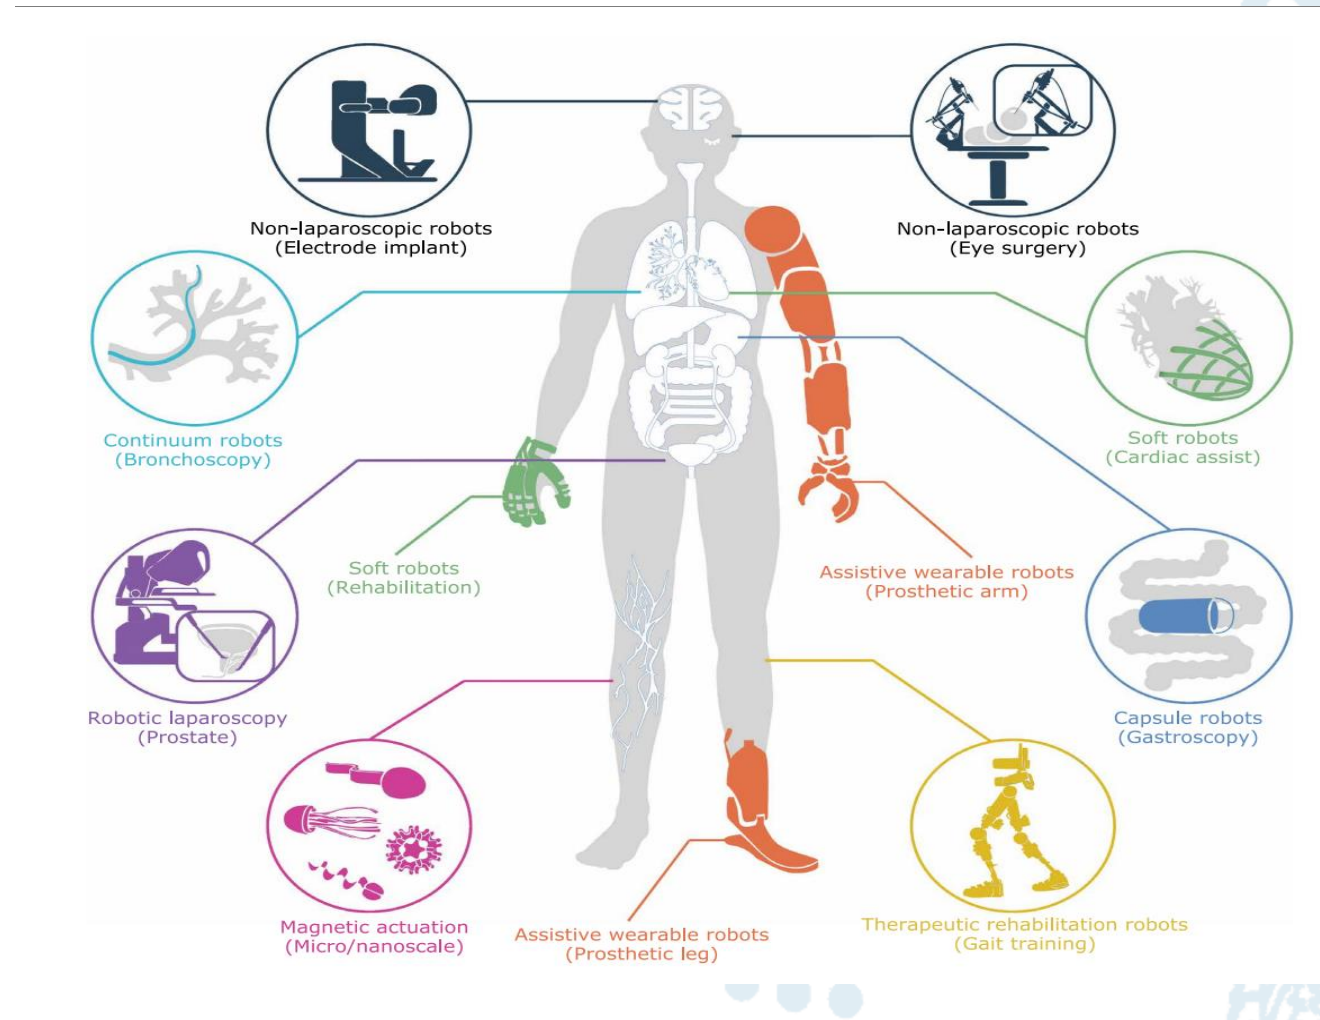 Non-laparoscopic robots
(Electrode implant)
Non-laparoscopic robots
(Eye surgery)
Continuum robots
(Bronchoscopy)
Soft robots
(Cardiac assist)
Soft robots
(Rehabilitation)
Assistive wearable robots
(Prosthetic arm)
Robotic laparoscopy
(Prostate)
Capsule robots
(Gastroscopy)
Magnetic actuation
(Micro/nanoscale)
Assistive wearable robots
(Prosthetic leg)
Therapeutic rehabilitation robots
(Gait training)